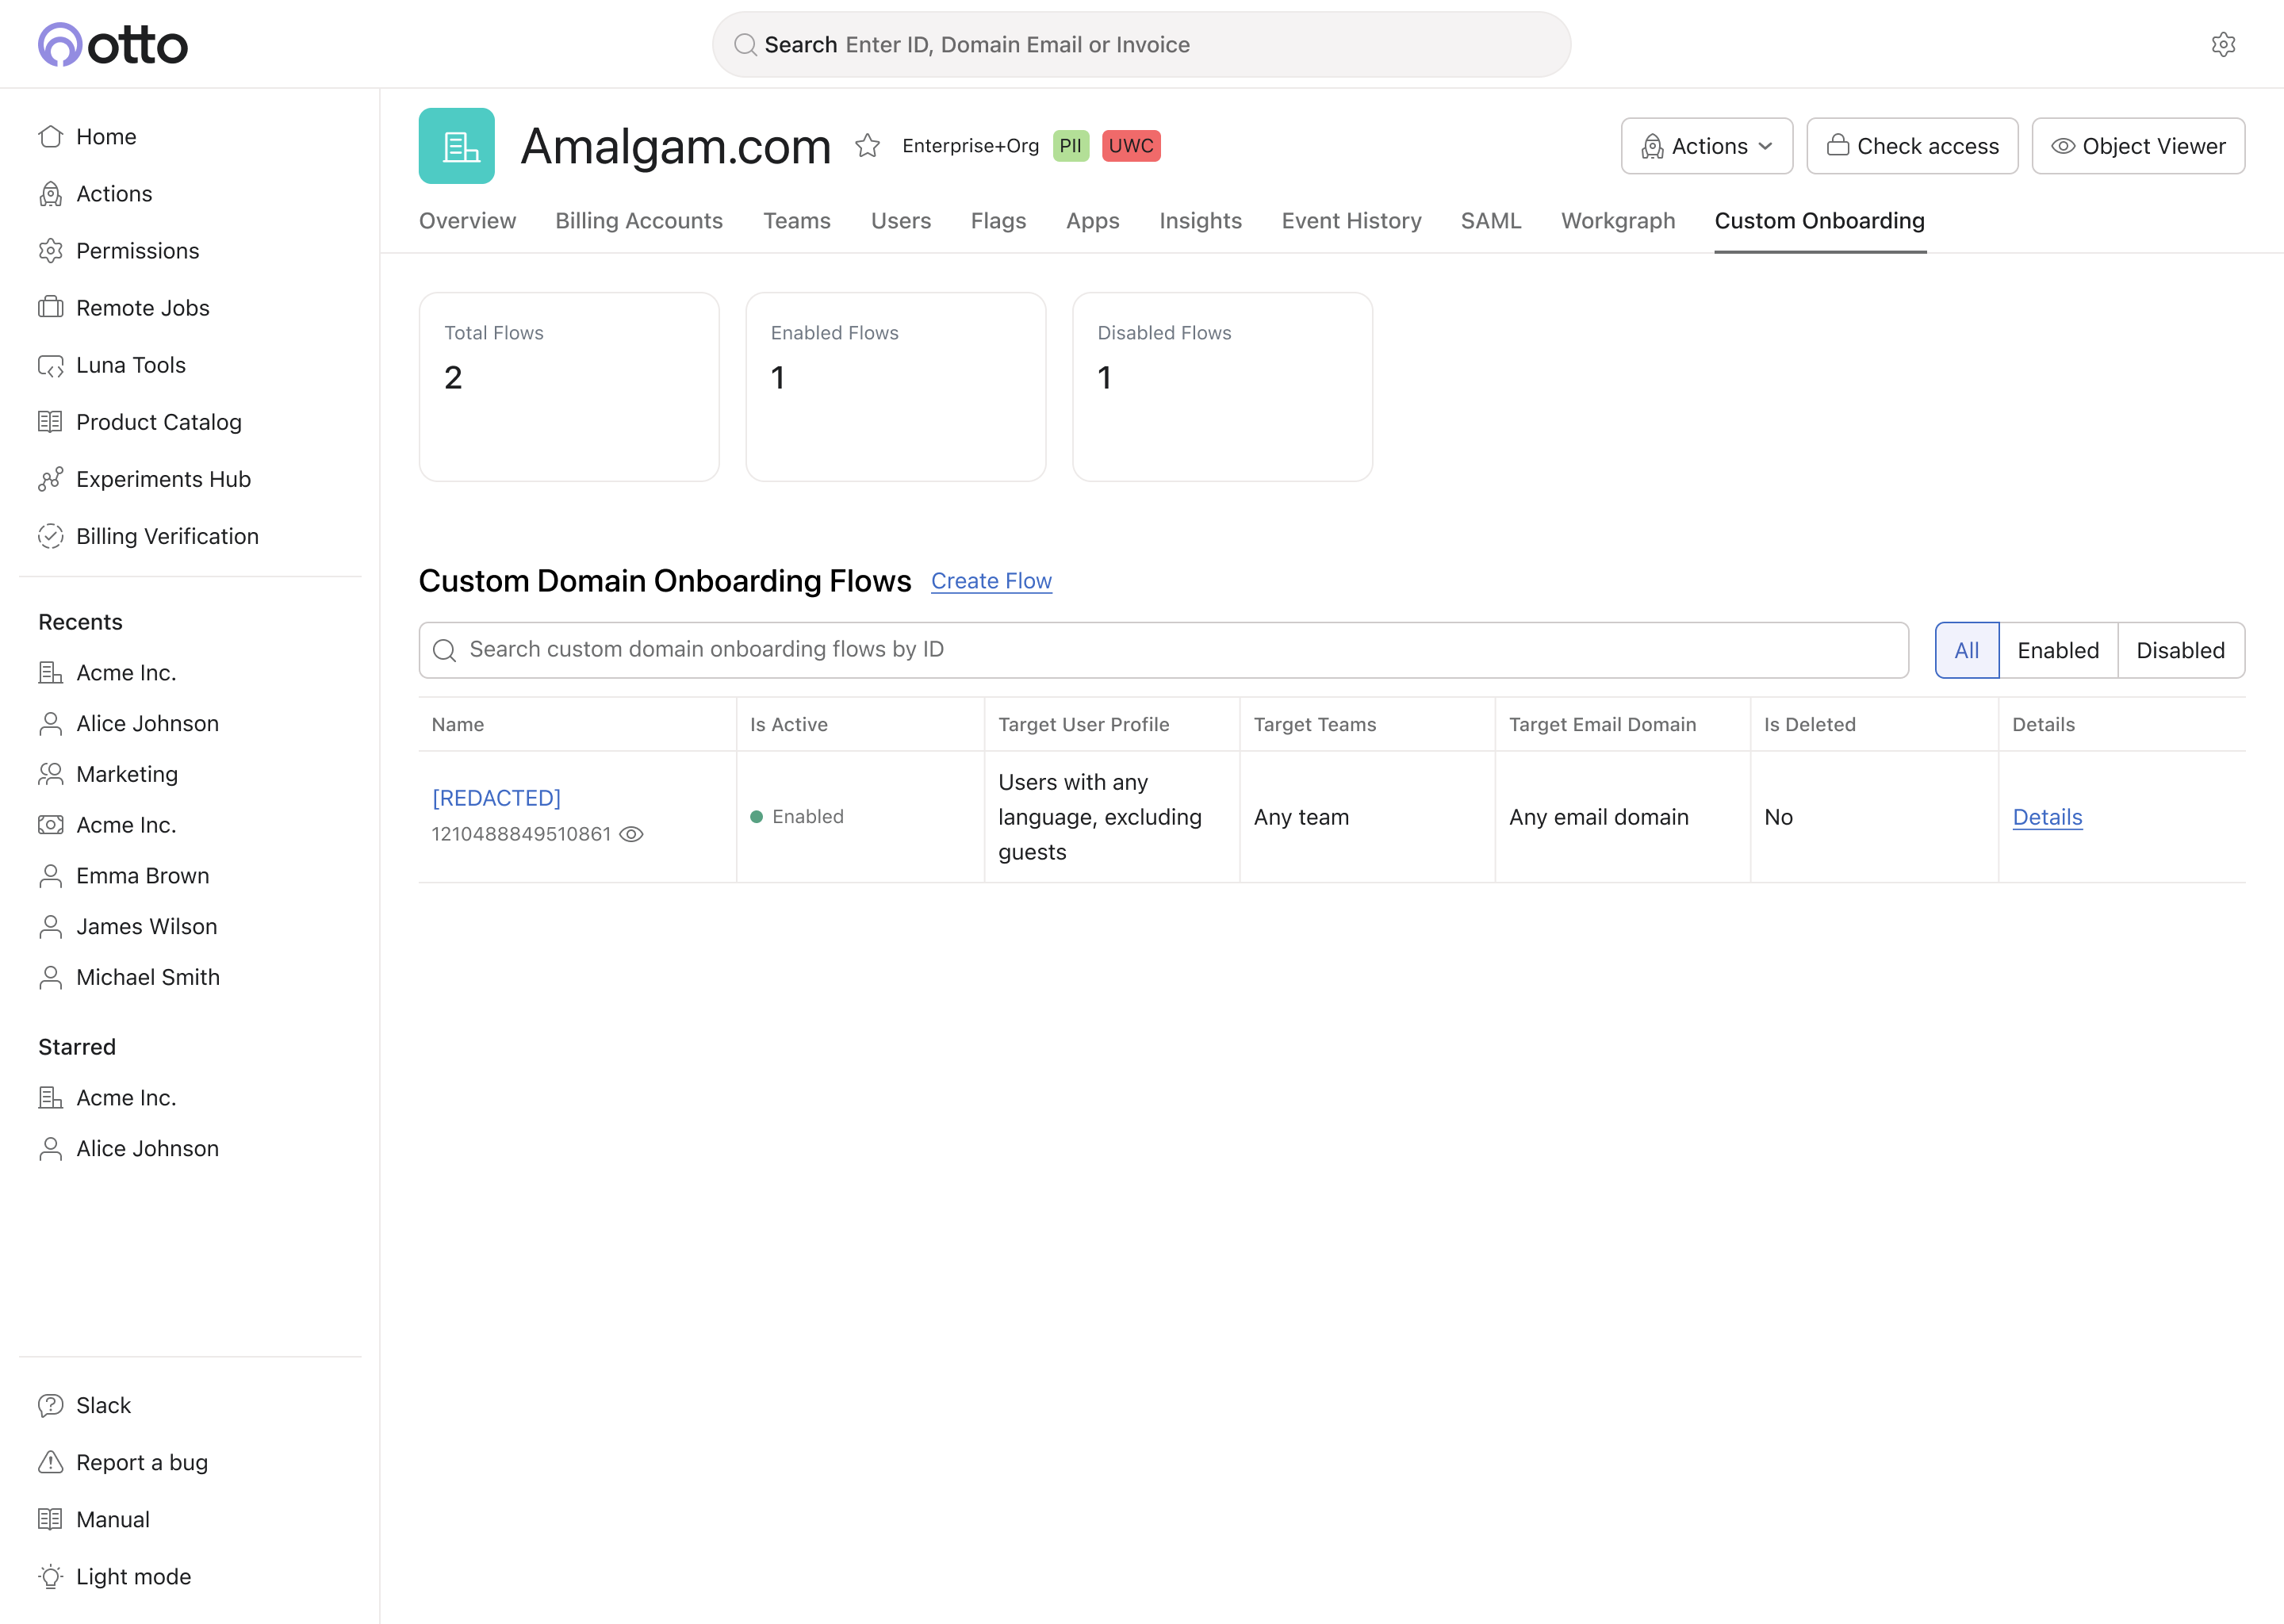 otto
Search Enter ID, Domain Email or Invoice
Home
Actions
Permissions
Remote Jobs
Luna Tools
Product Catalog
Experiments Hub
Billing Verification
Recents
Acme Inc.
Alice Johnson
Marketing
Acme Inc.
Emma Brown
James Wilson
Michael Smith
Starred
Acme Inc.
Alice Johnson
Slack
Report a bug
Manual
Light mode
Amalgam.com Enterprise+Org PII UWC
Actions Check access Object Viewer
Overview Billing Accounts Teams Users Flags Apps Insights Event History SAML Workgraph Custom Onboarding
Total Flows
2
Enabled Flows
1
Disabled Flows
1
Custom Domain Onboarding Flows Create Flow
Search custom domain onboarding flows by ID
All Enabled Disabled
Name Is Active Target User Profile Target Teams Target Email Domain Is Deleted Details
[REDACTED]
1210488849510861
Enabled
Users with any
language, excluding
guests
Any team
Any email domain
No
Details